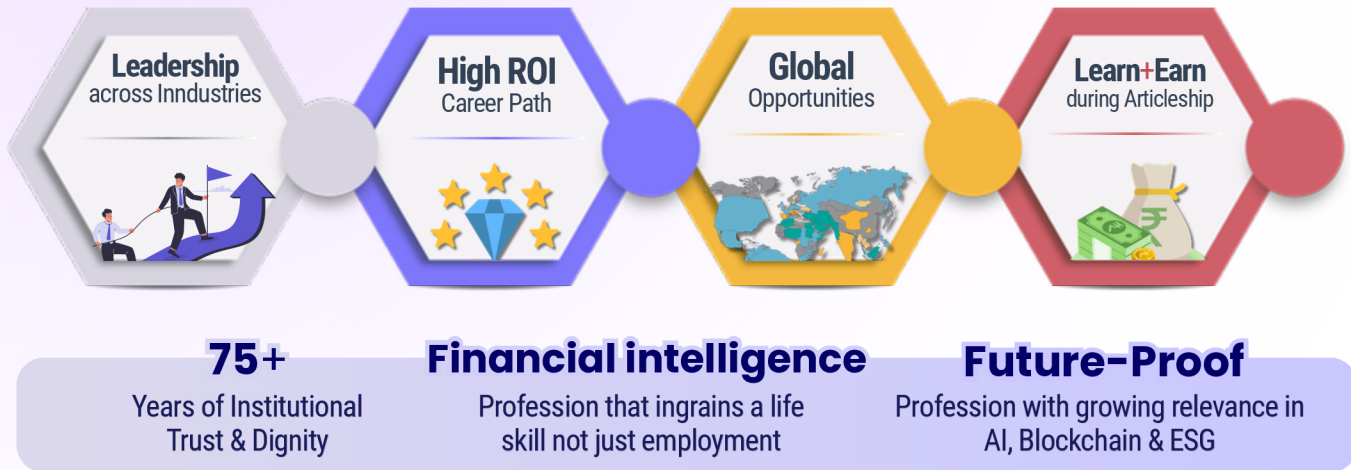 Leadership
across Inndustries
High ROI
Career Path
Global
Opportunities
Learn+Earn
during Articleship
₹
75+
Years of Institutional
Trust & Dignity
Financial intelligence
Profession that ingrains a life
skill not just employment
Future-Proof
Profession with growing relevance in
AI, Blockchain & ESG